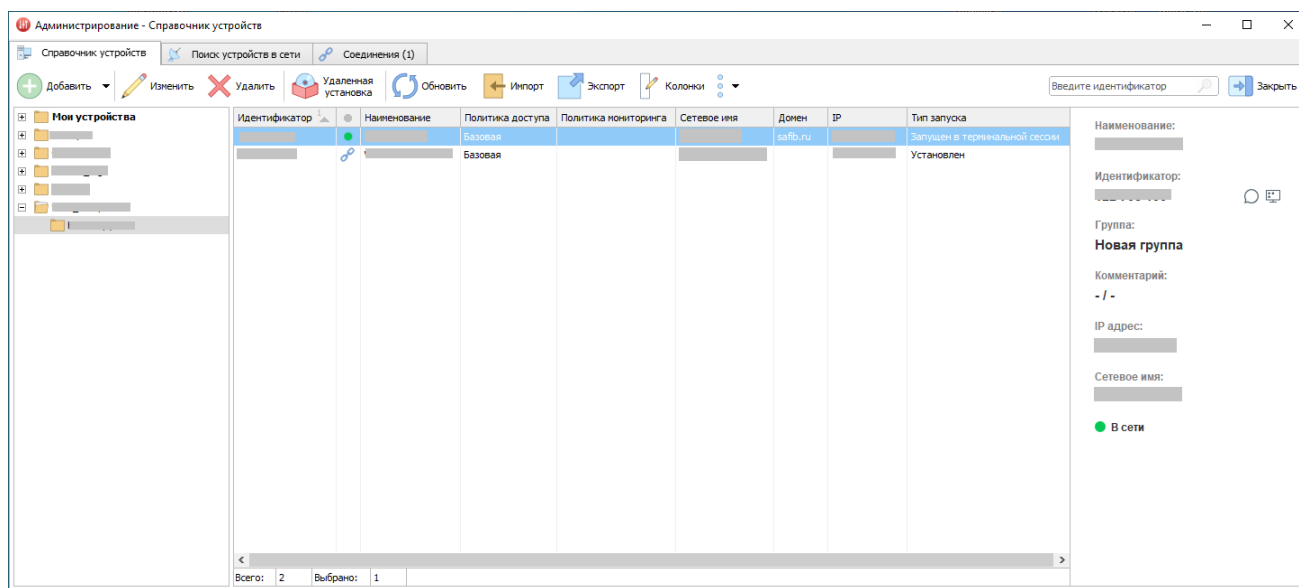 Администрирование - Справочник устройств
Справочник устройств Поиск устройств в сети Соединения (1)
Добавить Изменить Удалить Удаленная установка Обновить Импорт Экспорт Колонки Введите идентификатор Закрыть
Мои устройства
Идентификатор 1 Наименование Политика доступа Политика мониторинга Сетевое имя Домен IP Тип запуска
Базовая safib.ru Запущен в терминальной сессии
Базовая Установлен
Наименование:
Идентификатор:
Группа:
Новая группа
Комментарий:
- / -
IP адрес:
Сетевое имя:
В сети
Всего: 2 Выбрано: 1